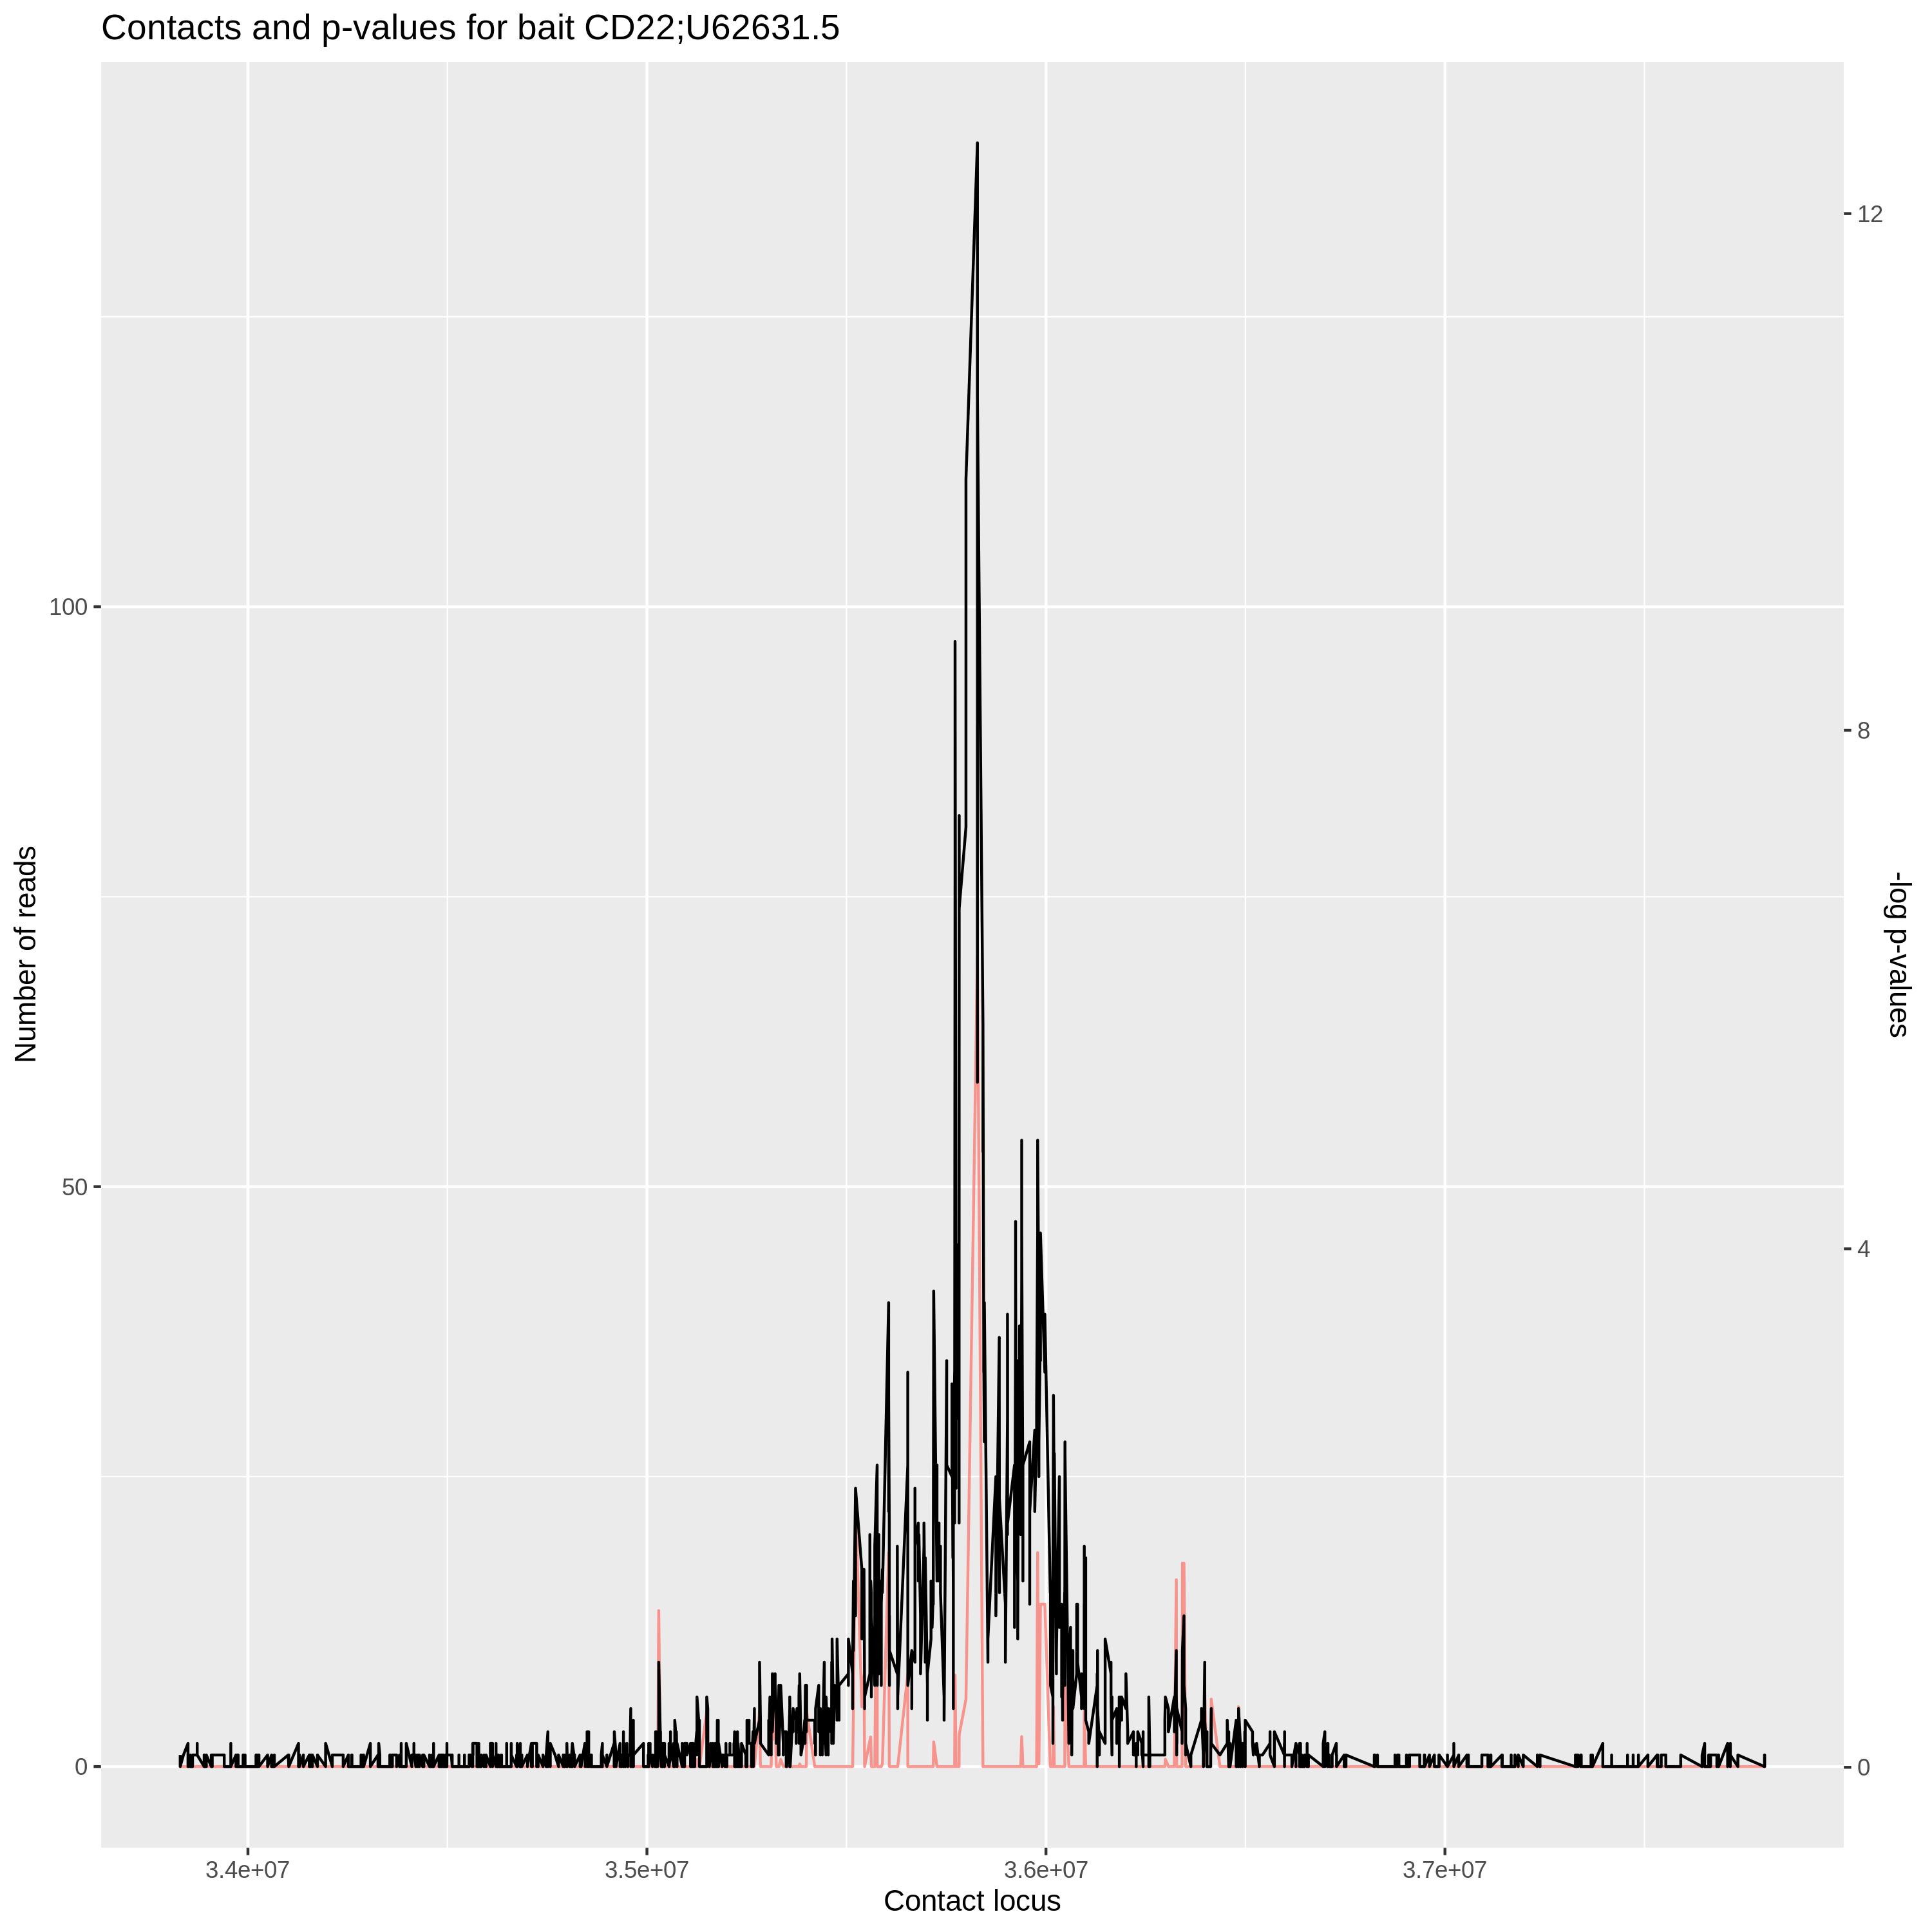 Contacts and p-values for bait CD22;U62631.5
12
100
8
Number of reads
-log p-values
50
4
0
0
3.4e+07
3.5e+07
3.6e+07
3.7e+07
Contact locus